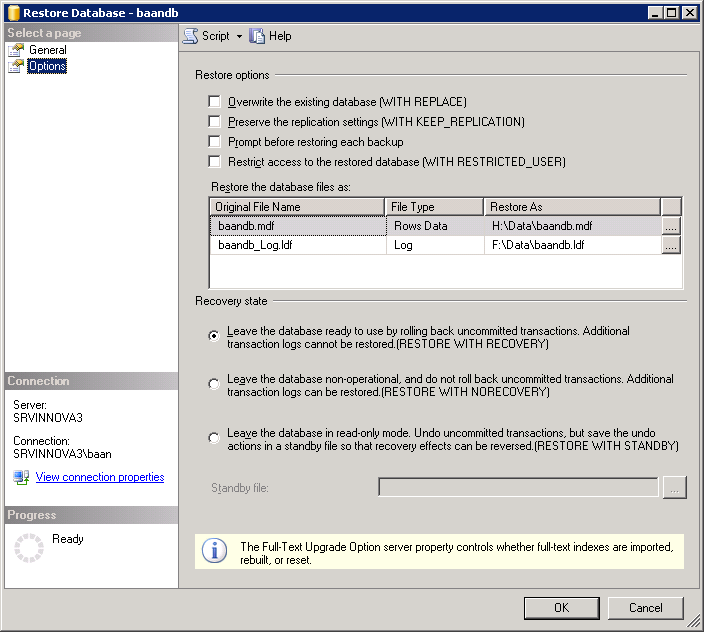 Restore Database - baandb
Select a page
General
Options
Script
Help
Restore options
Overwrite the existing database (WITH REPLACE)
Preserve the replication settings (WITH KEEP_REPLICATION)
Prompt before restoring each backup
Restrict access to the restored database (WITH RESTRICTED_USER)
Restore the database files as:
Original File Name File Type Restore As
baandb.mdf Rows Data H:\Data\baandb.mdf ...
baandb_Log.ldf Log F:\Data\baandb.ldf ...
Recovery state
Leave the database ready to use by rolling back uncommitted transactions. Additional
transaction logs cannot be restored.(RESTORE WITH RECOVERY)
Leave the database non-operational, and do not roll back uncommitted transactions. Additional
transaction logs can be restored.(RESTORE WITH NORECOVERY)
Leave the database in read-only mode. Undo uncommitted transactions, but save the undo
actions in a standby file so that recovery effects can be reversed.(RESTORE WITH STANDBY)
Standby file: ...
Connection
Server:
SRVINNOVA3
Connection:
SRVINNOVA3\baan
View connection properties
Progress
Ready
The Full-Text Upgrade Option server property controls whether full-text indexes are imported,
rebuilt, or reset.
OK Cancel